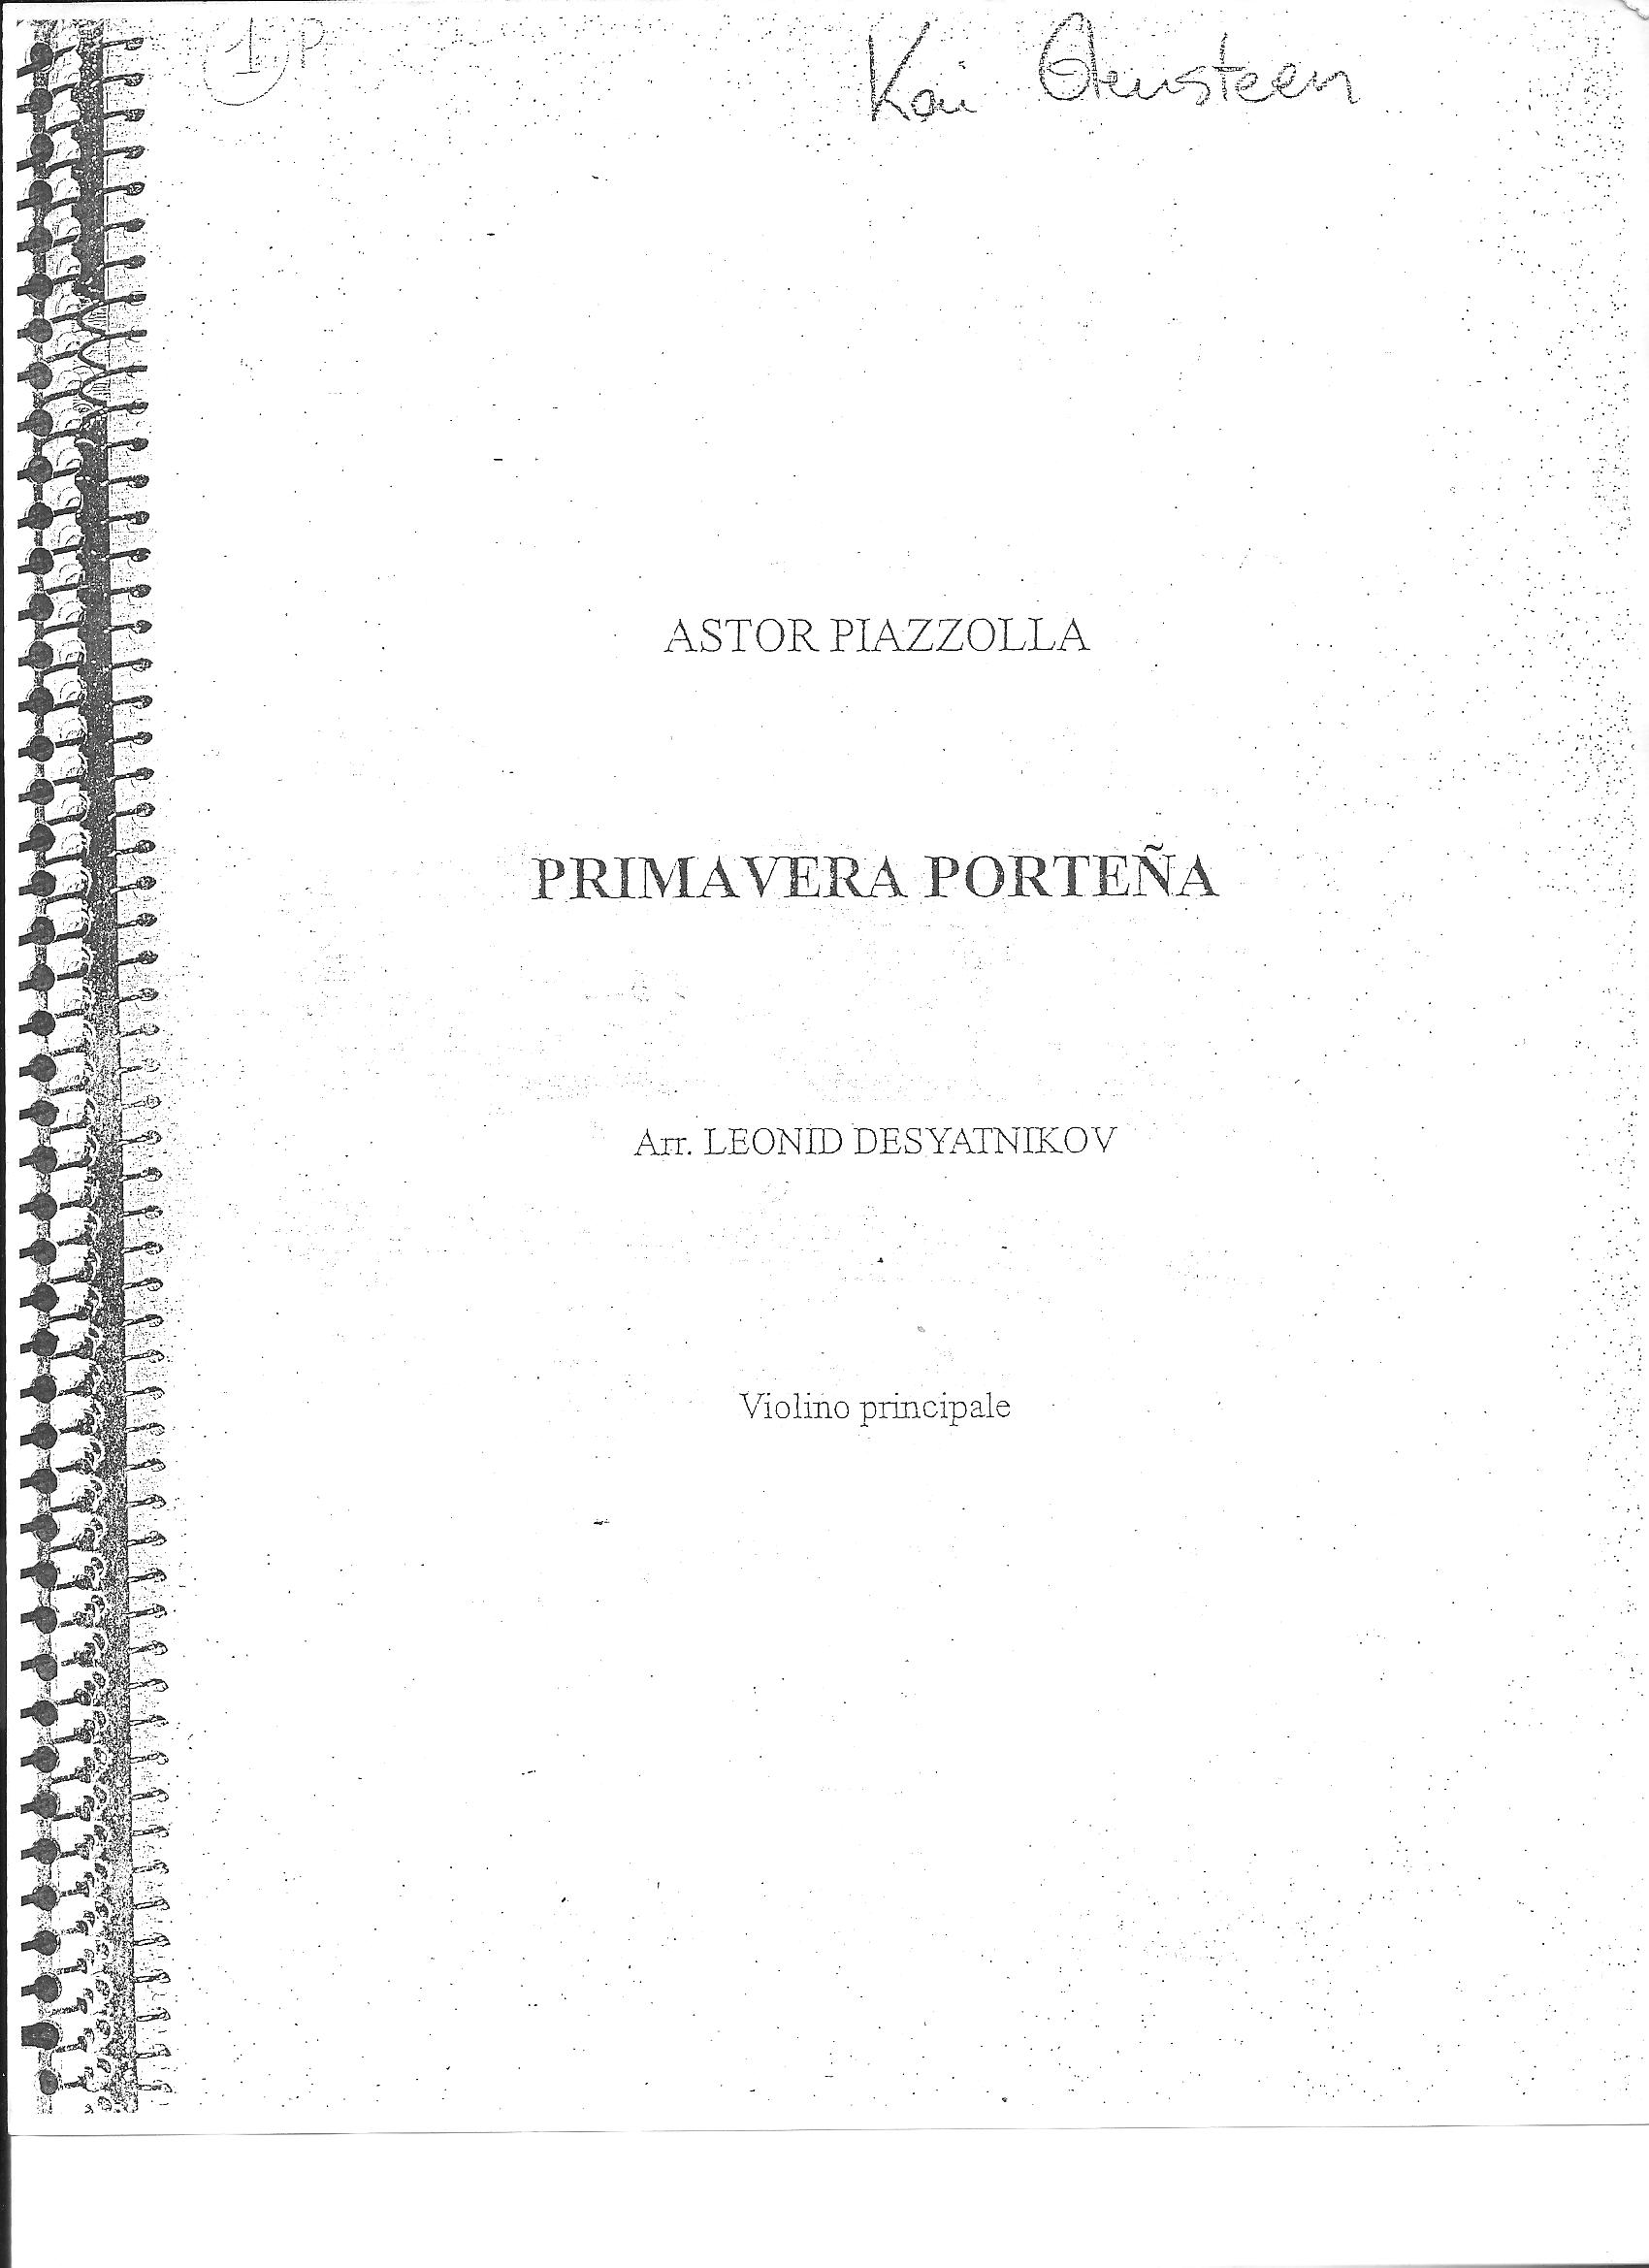 1 P
Kai
ASTOR PIAZZOLLA
PRIMAVERA PORTEÑA
Arr. LEONID DESYATNIKOV
Violino principale